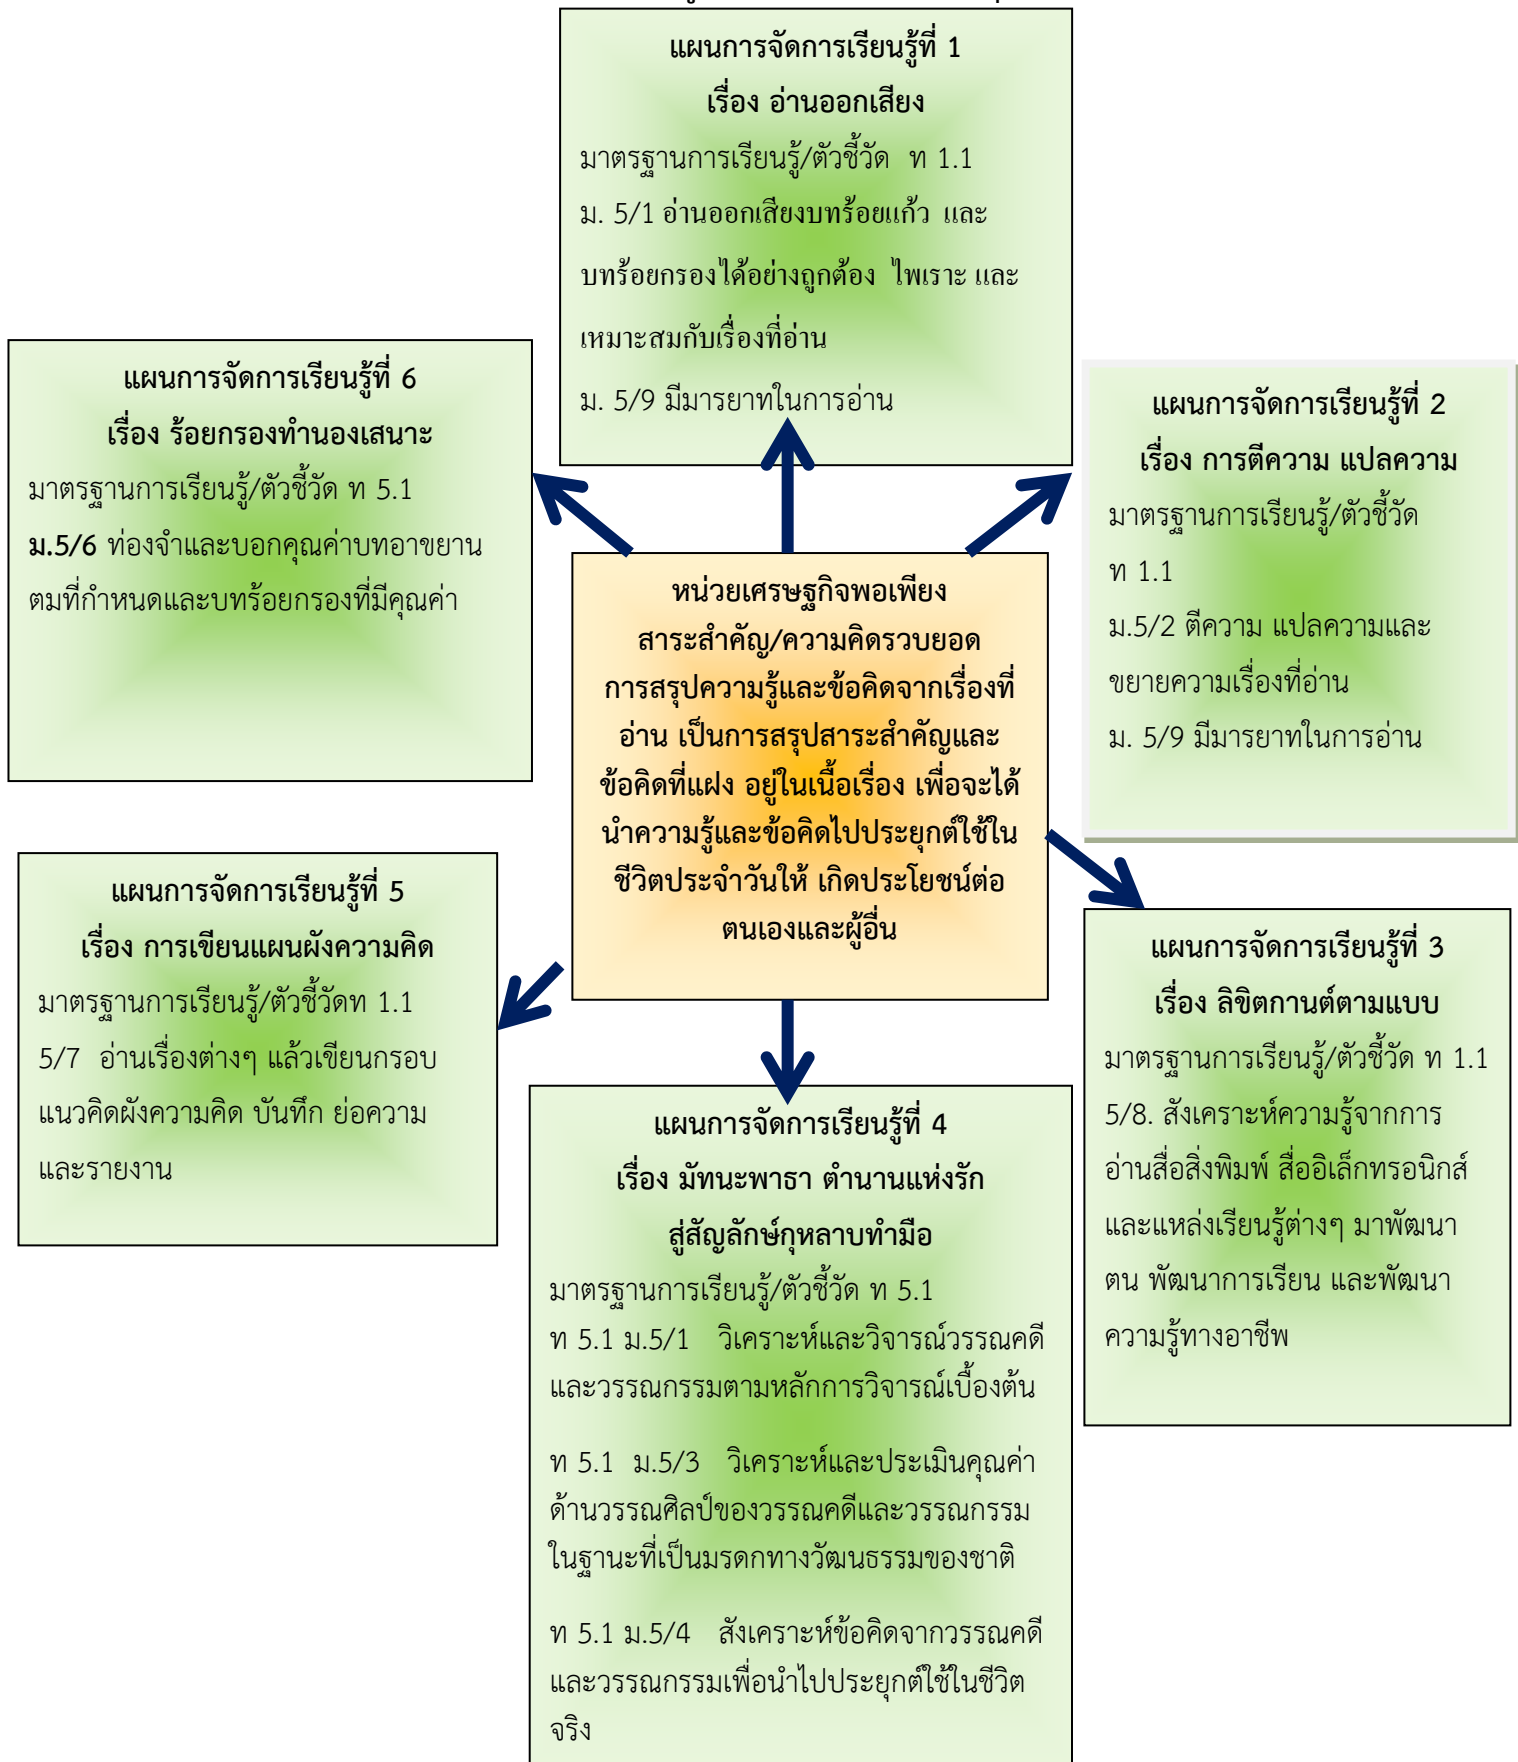 แผนการจัดการเรียนรู้ที่ 1
เรื่อง อ่านออกเสียง
มาตรฐานการเรียนรู้/ตัวชี้วัด ท 1.1
ม. 5/1 อ่านออกเสียงบทร้อยแก้ว และ
บทร้อยกรองได้อย่างถูกต้อง ไพเราะ และ
เหมาะสมกับเรื่องที่อ่าน
ม. 5/9 มีมารยาทในการอ่าน
แผนการจัดการเรียนรู้ที่ 6
เรื่อง ร้อยกรองทำนองเสนาะ
มาตรฐานการเรียนรู้/ตัวชี้วัด ท 5.1
ม.5/6 ท่องจำและบอกคุณค่าบทอาขยาน
ตมที่กำหนดและบทร้อยกรองที่มีคุณค่า
แผนการจัดการเรียนรู้ที่ 2
เรื่อง การตีความ แปลความ
มาตรฐานการเรียนรู้/ตัวชี้วัด
ท 1.1
ม.5/2 ตีความ แปลความและ
ขยายความเรื่องที่อ่าน
ม. 5/9 มีมารยาทในการอ่าน
หน่วยเศรษฐกิจพอเพียง
สาระสำคัญ/ความคิดรวบยอด
การสรุปความรู้และข้อคิดจากเรื่องที่
อ่าน เป็นการสรุปสาระสำคัญและ
ข้อคิดที่แฝง อยู่ในเนื้อเรื่อง เพื่อจะได้
นำความรู้และข้อคิดไปประยุกต์ใช้ใน
ชีวิตประจำวันให้ เกิดประโยชน์ต่อ
ตนเองและผู้อื่น
แผนการจัดการเรียนรู้ที่ 5
เรื่อง การเขียนแผนผังความคิด
มาตรฐานการเรียนรู้/ตัวชี้วัดท 1.1
5/7 อ่านเรื่องต่างๆ แล้วเขียนกรอบ
แนวคิดผังความคิด บันทึก ย่อความ
และรายงาน
แผนการจัดการเรียนรู้ที่ 3
เรื่อง ลิขิตกานต์ตามแบบ
มาตรฐานการเรียนรู้/ตัวชี้วัด ท 1.1
5/8. สังเคราะห์ความรู้จากการ
อ่านสื่อสิ่งพิมพ์ สื่ออิเล็กทรอนิกส์
และแหล่งเรียนรู้ต่างๆ มาพัฒนา
ตน พัฒนาการเรียน และพัฒนา
ความรู้ทางอาชีพ
แผนการจัดการเรียนรู้ที่ 4
เรื่อง มัทนะพาธา ตำนานแห่งรัก
สู่สัญลักษ์กุหลาบทำมือ
มาตรฐานการเรียนรู้/ตัวชี้วัด ท 5.1
ท 5.1 ม.5/1 วิเคราะห์และวิจารณ์วรรณคดี
และวรรณกรรมตามหลักการวิจารณ์เบื้องต้น
ท 5.1 ม.5/3 วิเคราะห์และประเมินคุณค่า
ด้านวรรณศิลป์ของวรรณคดีและวรรณกรรม
ในฐานะที่เป็นมรดกทางวัฒนธรรมของชาติ
ท 5.1 ม.5/4 สังเคราะห์ข้อคิดจากวรรณคดี
และวรรณกรรมเพื่อนำไปประยุกต์ใช้ในชีวิต
จริง